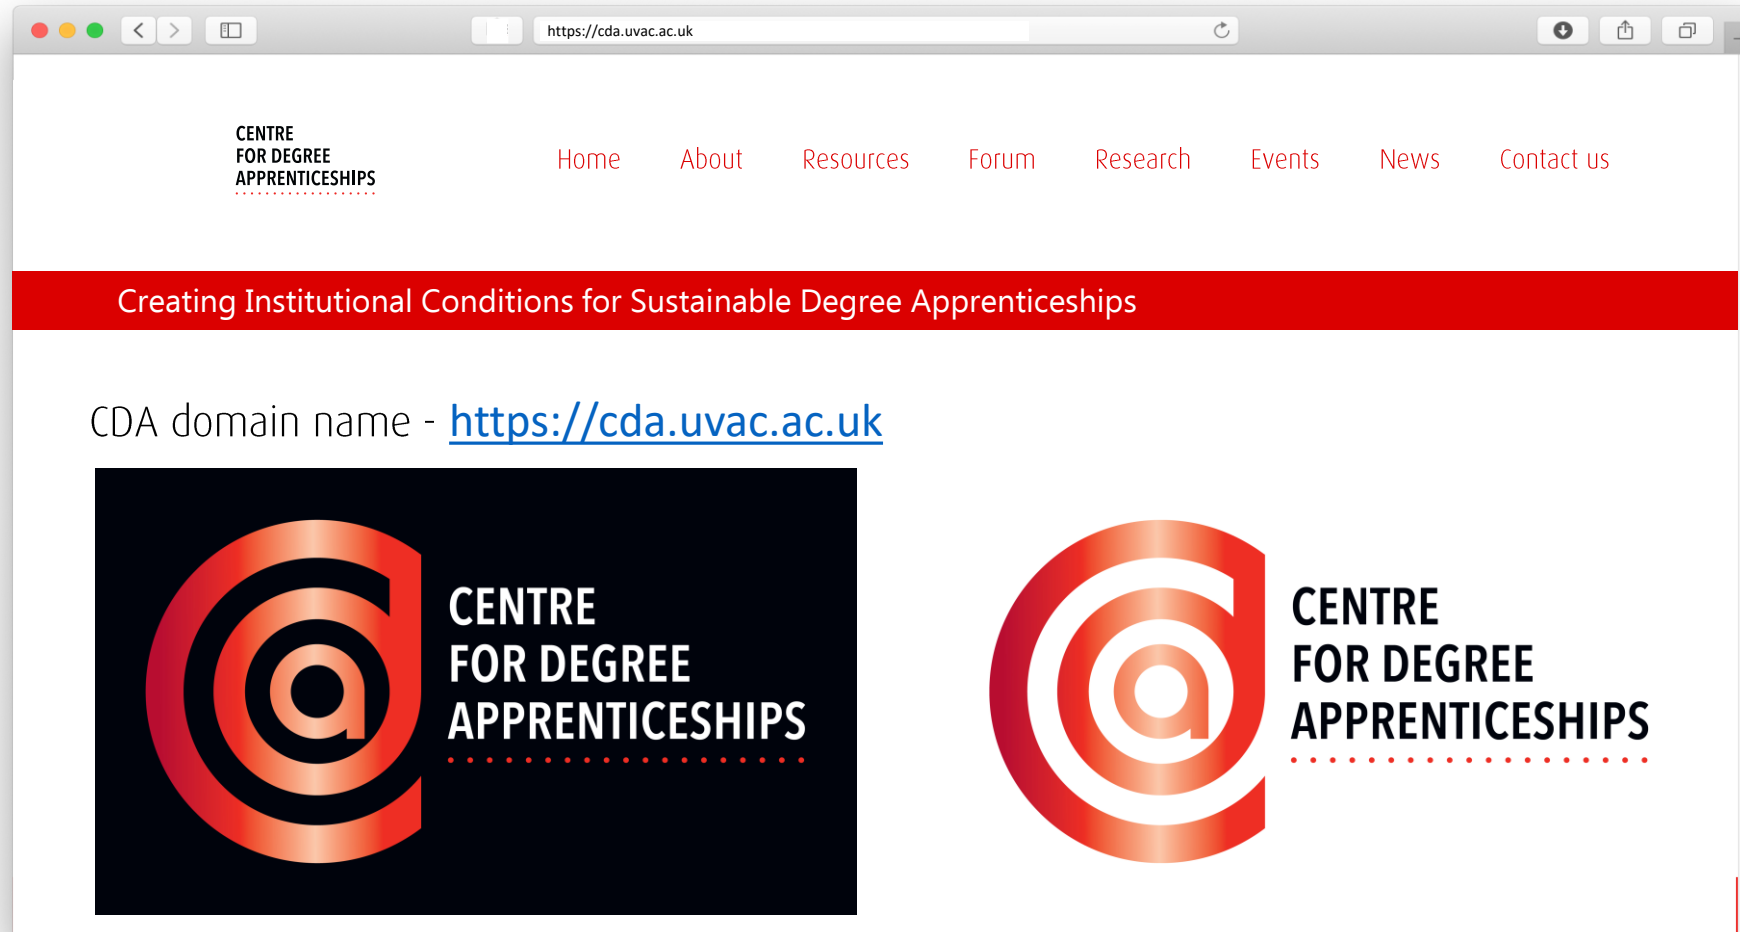 https://cda.uvac.ac.uk
CENTRE
FOR DEGREE
APPRENTICESHIPS
Home About Resources Forum Research Events News Contact us
Creating Institutional Conditions for Sustainable Degree Apprenticeships
CDA domain name - https://cda.uvac.ac.uk
CENTRE
FOR DEGREE
APPRENTICESHIPS
CENTRE
FOR DEGREE
APPRENTICESHIPS